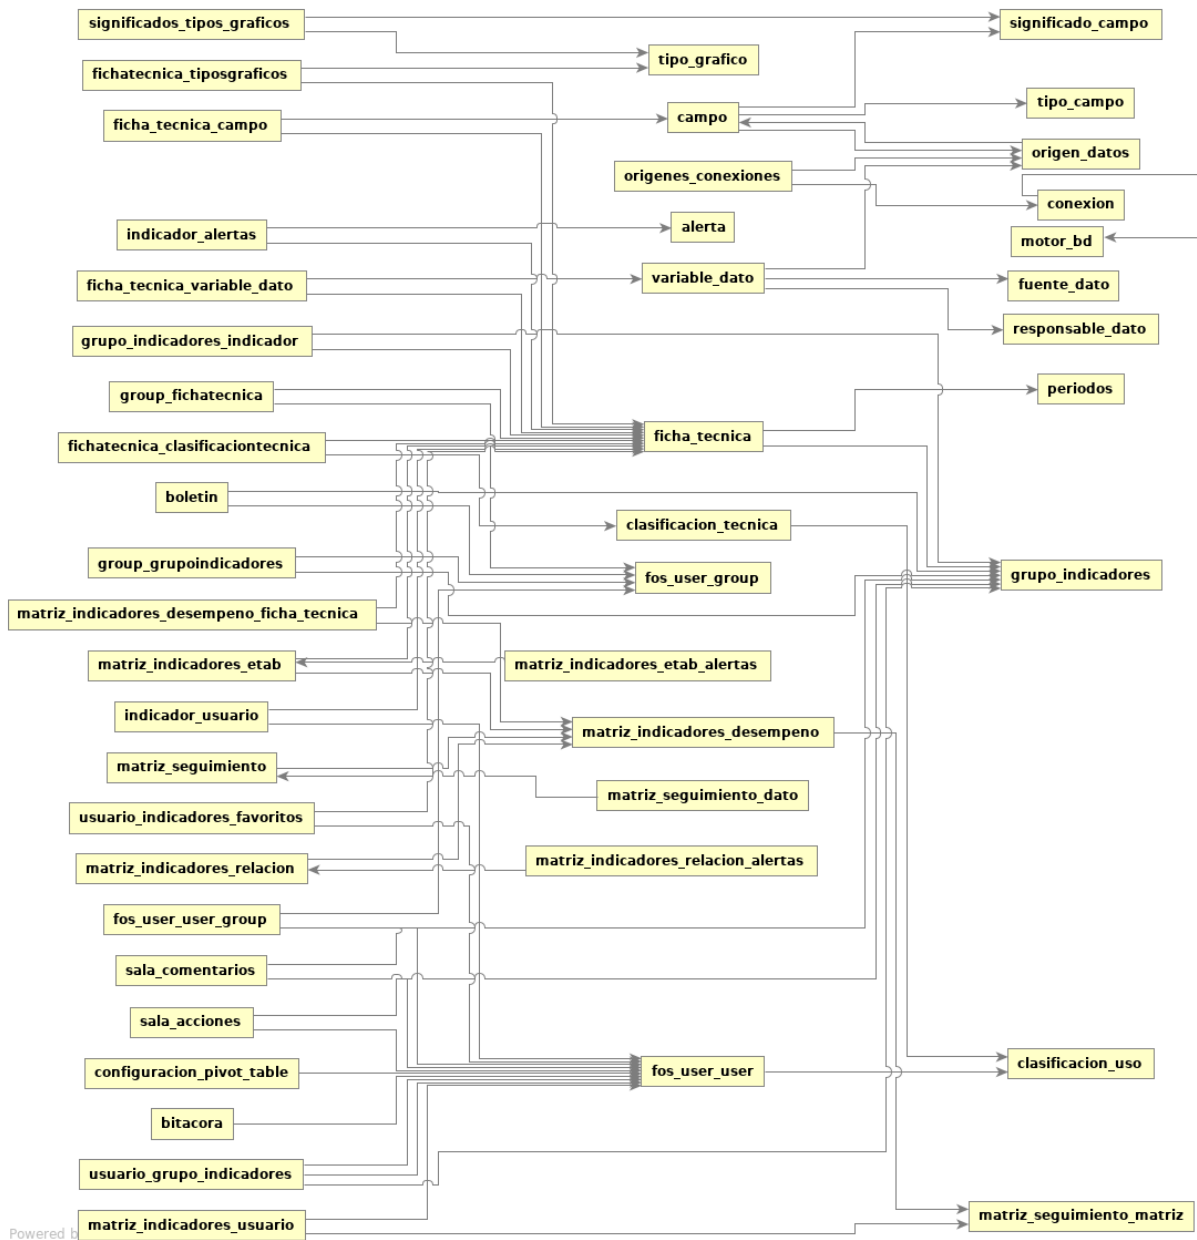 significados_tipos_graficos
significado_campo
tipo_grafico
fichatecnica_tiposgraficos
tipo_campo
campo
ficha_tecnica_campo
origen_datos
origenes_conexiones
conexion
alerta
indicador_alertas
motor_bd
variable_dato
ficha_tecnica_variable_dato
fuente_dato
responsable_dato
grupo_indicadores_indicador
periodos
group_fichatecnica
ficha_tecnica
fichatecnica_clasificaciontecnica
boletin
clasificacion_tecnica
group_grupoindicadores
fos_user_group
grupo_indicadores
matriz_indicadores_desempeno_ficha_tecnica
matriz_indicadores_etab
matriz_indicadores_etab_alertas
indicador_usuario
matriz_indicadores_desempeno
matriz_seguimiento
matriz_seguimiento_dato
usuario_indicadores_favoritos
matriz_indicadores_relacion
matriz_indicadores_relacion_alertas
fos_user_user_group
sala_comentarios
sala_acciones
configuracion_pivot_table
fos_user_user
clasificacion_uso
bitacora
usuario_grupo_indicadores
matriz_seguimiento_matriz
matriz_indicadores_usuario
Powered b